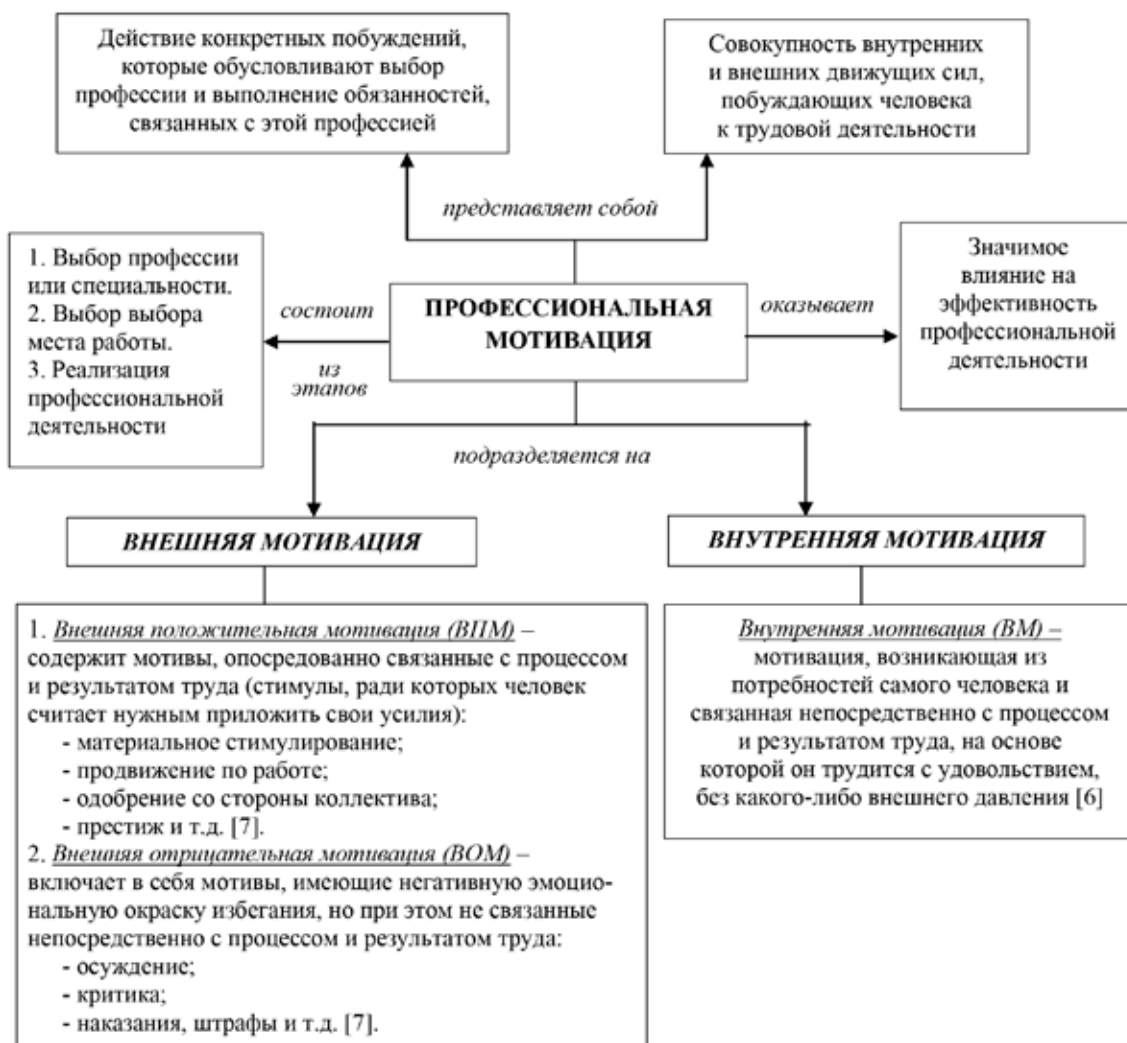 Действие конкретных побуждений,
которые обусловливают выбор
профессии и выполнение обязанностей,
связанных с этой профессией
Совокупность внутренних
и внешних движущих сил,
побуждающих человека
к трудовой деятельности
представляет собой
1. Выбор профессии
или специальности.
2. Выбор выбора
места работы.
3. Реализация
профессиональной
деятельности
состоит
из
этапов
ПРОФЕССИОНАЛЬНАЯ
МОТИВАЦИЯ
оказывает
Значимое
влияние на
эффективность
профессиональной
деятельности
подразделяется на
ВНЕШНЯЯ МОТИВАЦИЯ
ВНУТРЕННЯЯ МОТИВАЦИЯ
1. Внешняя положительная мотивация (ВПМ) –
содержит мотивы, опосредованно связанные с процессом
и результатом труда (стимулы, ради которых человек
считает нужным приложить свои усилия):
- материальное стимулирование;
- продвижение по работе;
- одобрение со стороны коллектива;
- престиж и т.д. [7].
2. Внешняя отрицательная мотивация (ВОМ) –
включает в себя мотивы, имеющие негативную эмоцио-
нальную окраску избегания, но при этом не связанные
непосредственно с процессом и результатом труда:
- осуждение;
- критика;
- наказания, штрафы и т.д. [7].
Внутренняя мотивация (ВМ) –
мотивация, возникающая из
потребностей самого человека и
связанная непосредственно с процессом
и результатом труда, на основе
которой он трудится с удовольствием,
без какого-либо внешнего давления [6]